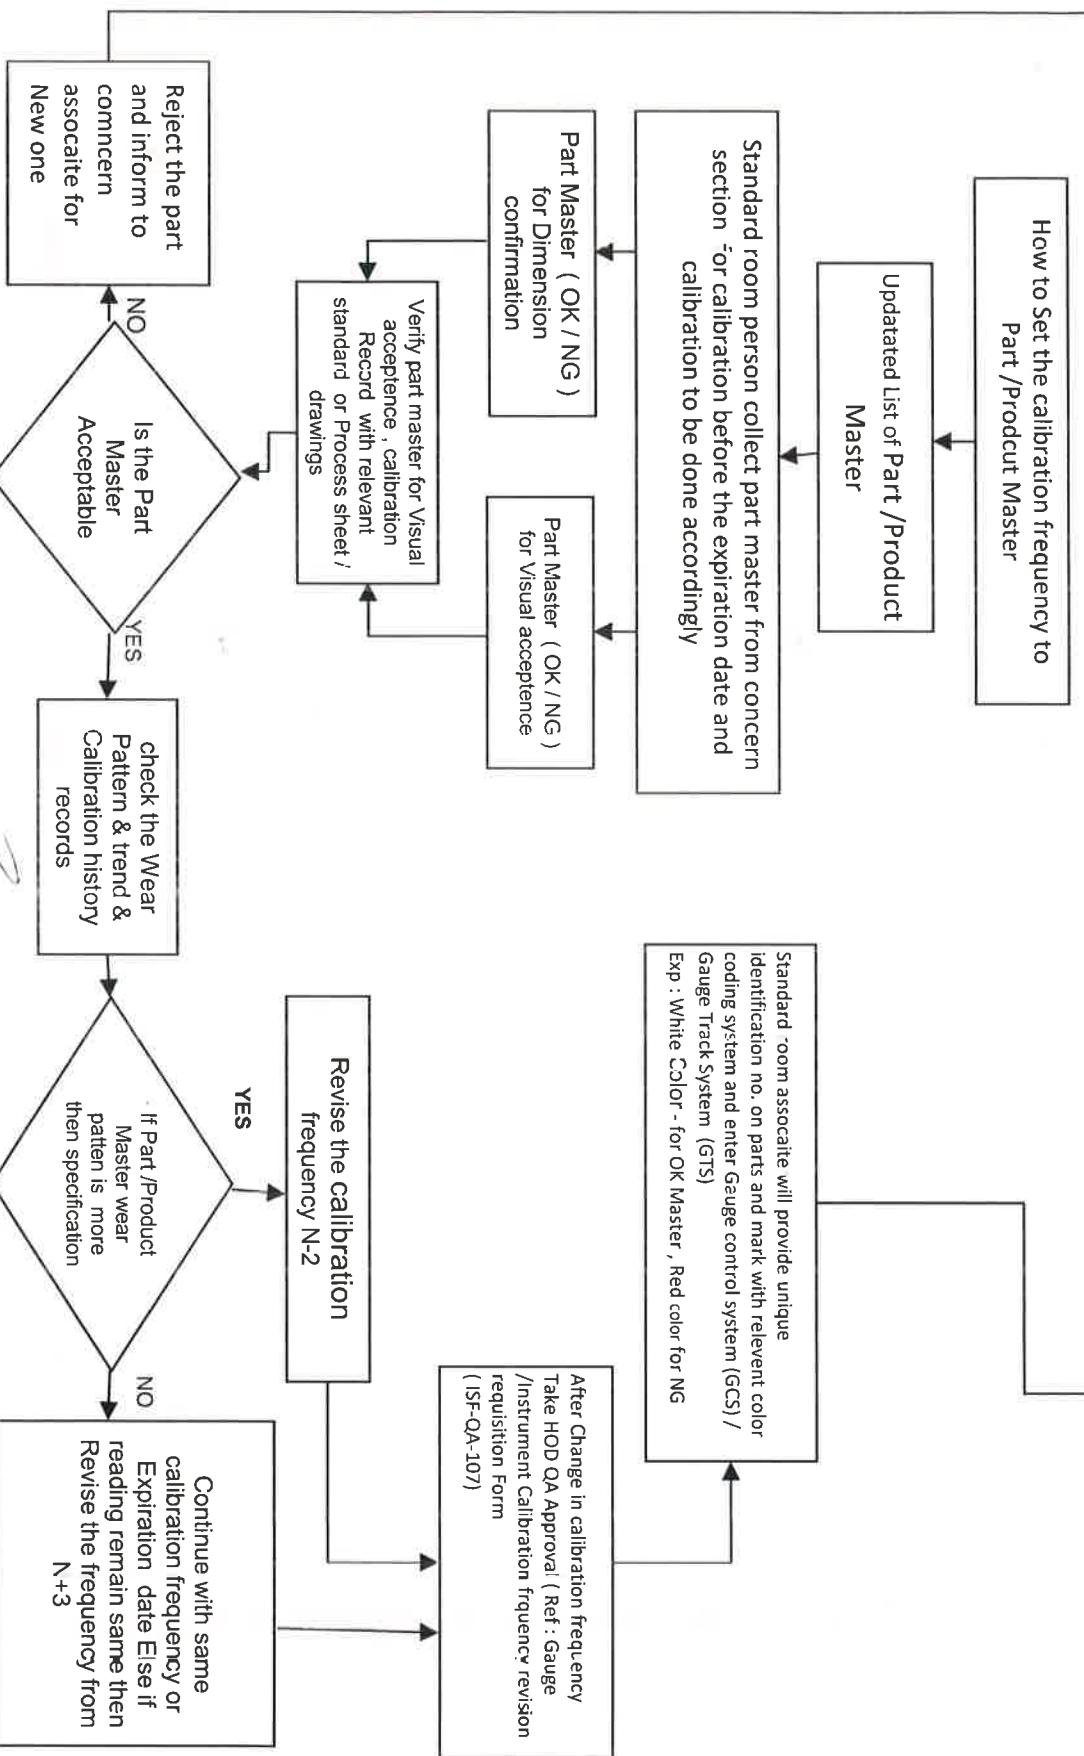 How to Set the calibration frequency to
Part /Prodcut Master
Updatated List of Part /Product
Master
Standard room person collect part master from concern
section for calibration before the expiration date and
calibration to be done accordingly
Part Master ( OK / NG )
for Dimension
confirmation
Part Master ( OK / NG )
for Visual acceptence
Verify part master for Visual
acceptence , calibration
Record with relevant
standard or Process sheet /
drawings
Is the Part
Master
Acceptable
NO
YES
Reject the part
and inform to
comncern
assocaite for
New one
check the Wear
Pattern & trend &
Calibration history
records
If Part /Product
Master wear
patten is more
then specification
YES
NO
Revise the calibration
frequency N-2
Continue with same
calibration frequency or
Expiration date Else if
reading remain same then
Revise the frequency from
N+3
After Change in calibration frequency
Take HOD QA Approval ( Ref : Gauge
/Instrument Calibration frquency revision
requisition Form
( ISF-QA-107)
Standard room assocaite will provide unique
identification no. on parts and mark with relevent color
coding system and enter Gauge control system (GCS) /
Gauge Track System (GTS)
Exp : White Color - for OK Master , Red color for NG